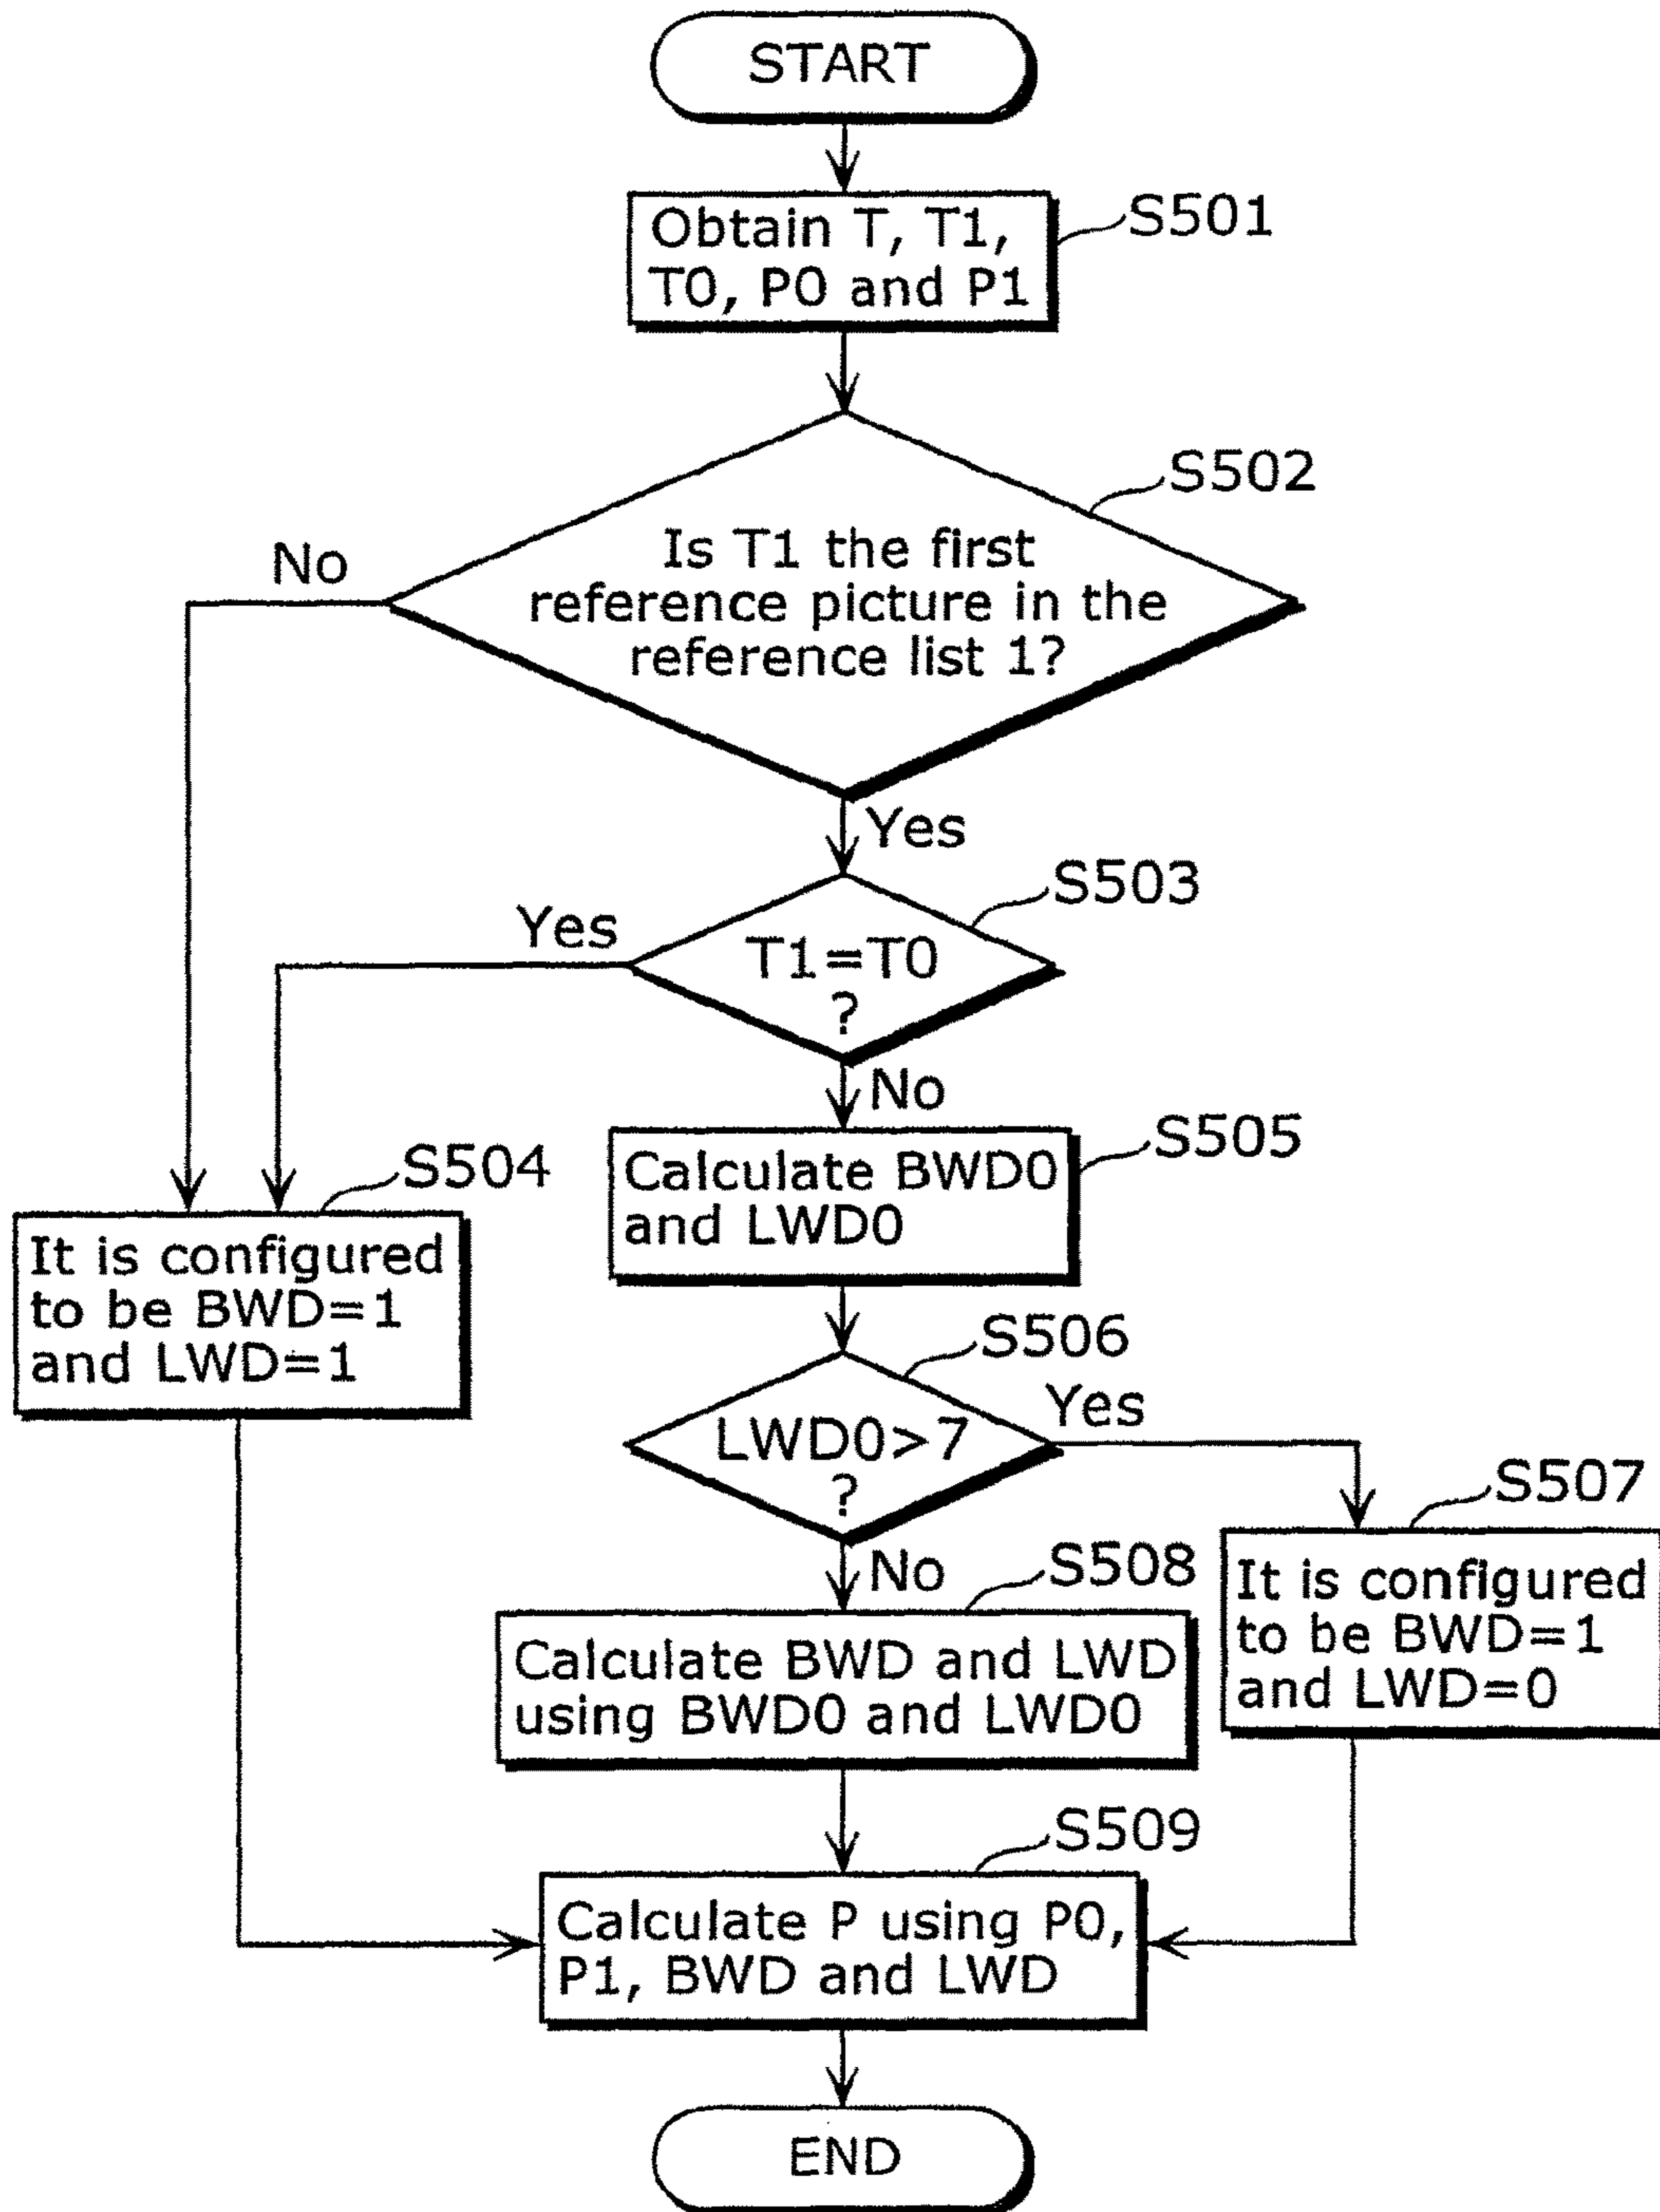 START
Obtain T, T1,
T0, P0 and P1
S501
S502
Is T1 the first
reference picture in the
reference list 1?
No
Yes
S503
T1=T0
?
Yes
No
S504
It is configured
to be BWD=1
and LWD=1
S505
Calculate BWD0
and LWD0
S506
LWD0>7
?
Yes
No
S507
It is configured
to be BWD=1
and LWD=0
S508
Calculate BWD and LWD
using BWD0 and LWD0
S509
Calculate P using P0,
P1, BWD and LWD
END